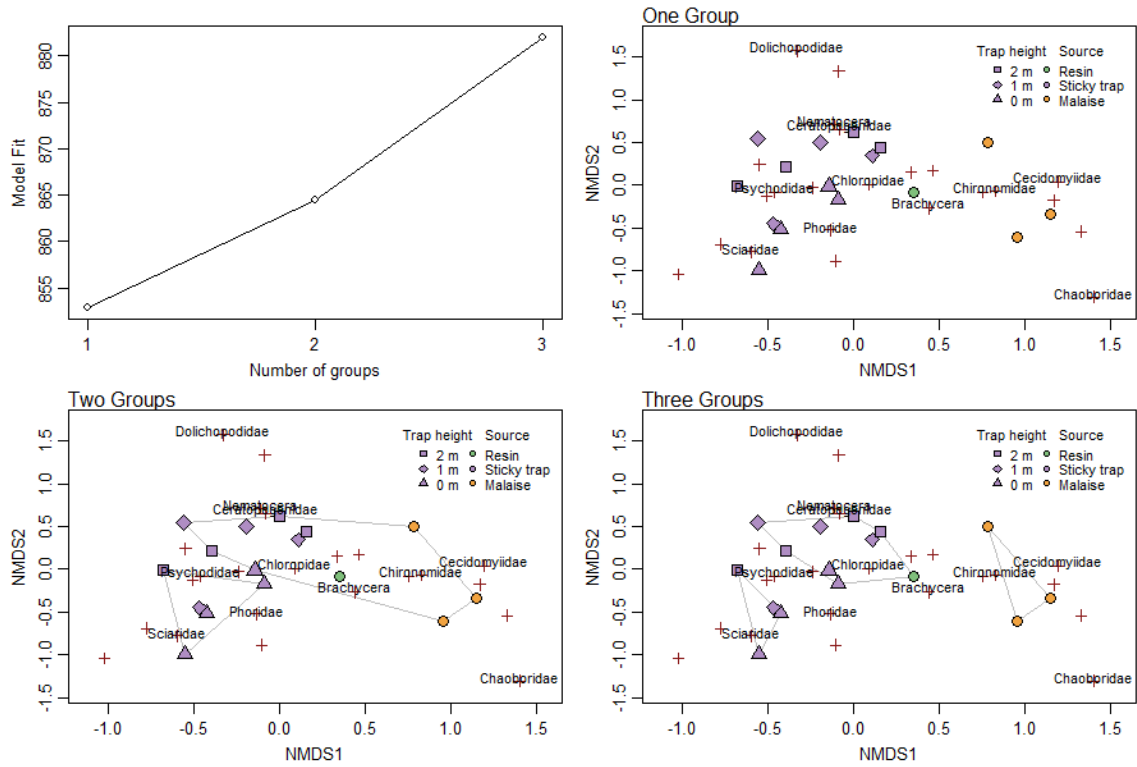 880
875
870
865
860
855
Model Fit
1
2
3
Number of groups
One Group
Dolichopodidae
Trap height Source
2 m Resin
1 m Sticky trap
0 m Malaise
Nematocera
Ceratopogonidae
Psychodidae
Chloropidae
Chironomidae
Cecidomyiidae
Brachycera
Phoridae
Sciaridae
Chaoboridae
1.5
1.0
0.5
0.0
-0.5
-1.0
-1.5
NMDS2
-1.0 -0.5 0.0 0.5 1.0 1.5
NMDS1
Two Groups
Dolichopodidae
Trap height Source
2 m Resin
1 m Sticky trap
0 m Malaise
Nematocera
Ceratopogonidae
Psychodidae
Chloropidae
Chironomidae
Cecidomyiidae
Brachycera
Phoridae
Sciaridae
Chaoboridae
1.5
1.0
0.5
0.0
-0.5
-1.0
-1.5
NMDS2
-1.0 -0.5 0.0 0.5 1.0 1.5
NMDS1
Three Groups
Dolichopodidae
Trap height Source
2 m Resin
1 m Sticky trap
0 m Malaise
Nematocera
Ceratopogonidae
Psychodidae
Chloropidae
Chironomidae
Cecidomyiidae
Brachycera
Phoridae
Sciaridae
Chaoboridae
1.5
1.0
0.5
0.0
-0.5
-1.0
-1.5
NMDS2
-1.0 -0.5 0.0 0.5 1.0 1.5
NMDS1